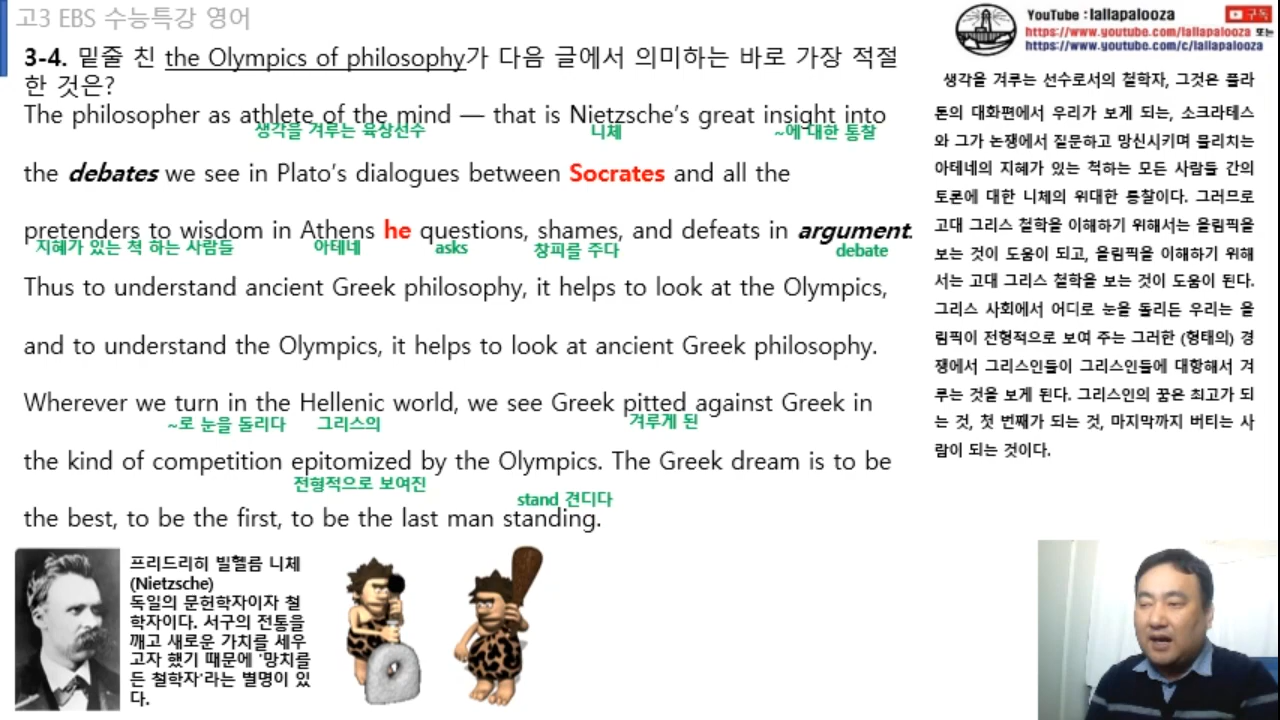 고3 EBS 수능특강 영어
3-4. 밑줄 친 the Olympics of philosophy가 다음 글에서 의미하는 바로 가장 적절
한 것은?
The philosopher as athlete of the mind — that is Nietzsche's great insight into
생각을 겨루는 육상선수 니체 ~에 대한 통찰
the debates we see in Plato's dialogues between Socrates and all the
pretenders to wisdom in Athens he questions, shames, and defeats in argument.
지혜가 있는 척 하는 사람들 아테네 asks 창피를 주다 debate
Thus to understand ancient Greek philosophy, it helps to look at the Olympics,
and to understand the Olympics, it helps to look at ancient Greek philosophy.
Wherever we turn in the Hellenic world, we see Greek pitted against Greek in
~로 눈을 돌리다 그리스의 겨루게 된
the kind of competition epitomized by the Olympics. The Greek dream is to be
전형적으로 보여진 stand 견디다
the best, to be the first, to be the last man standing.
프리드리히 빌헬름 니체
(Nietzsche)
독일의 문헌학자이자 철
학자이다. 서구의 전통을
깨고 새로운 가치를 세우
고자 했기 때문에 '망치를
든 철학자'라는 별명이 있
다.
YouTube : lallapalooza
구독
https://www.youtube.com/lallapalooza 또는
https://www.youtube.com/c/lallapalooza
생각을 겨루는 선수로서의 철학자, 그것은 플라
톤의 대화편에서 우리가 보게 되는, 소크라테스
와 그가 논쟁에서 질문하고 망신시키며 물리치는
아테네의 지혜가 있는 척하는 모든 사람들 간의
토론에 대한 니체의 위대한 통찰이다. 그러므로
고대 그리스 철학을 이해하기 위해서는 올림픽을
보는 것이 도움이 되고, 올림픽을 이해하기 위해
서는 고대 그리스 철학을 보는 것이 도움이 된다.
그리스 사회에서 어디로 눈을 돌리든 우리는 올
림픽이 전형적으로 보여 주는 그러한 (형태의) 경
쟁에서 그리스인들이 그리스인들에 대항해서 겨
루는 것을 보게 된다. 그리스인의 꿈은 최고가 되
는 것, 첫 번째가 되는 것, 마지막까지 버티는 사
람이 되는 것이다.